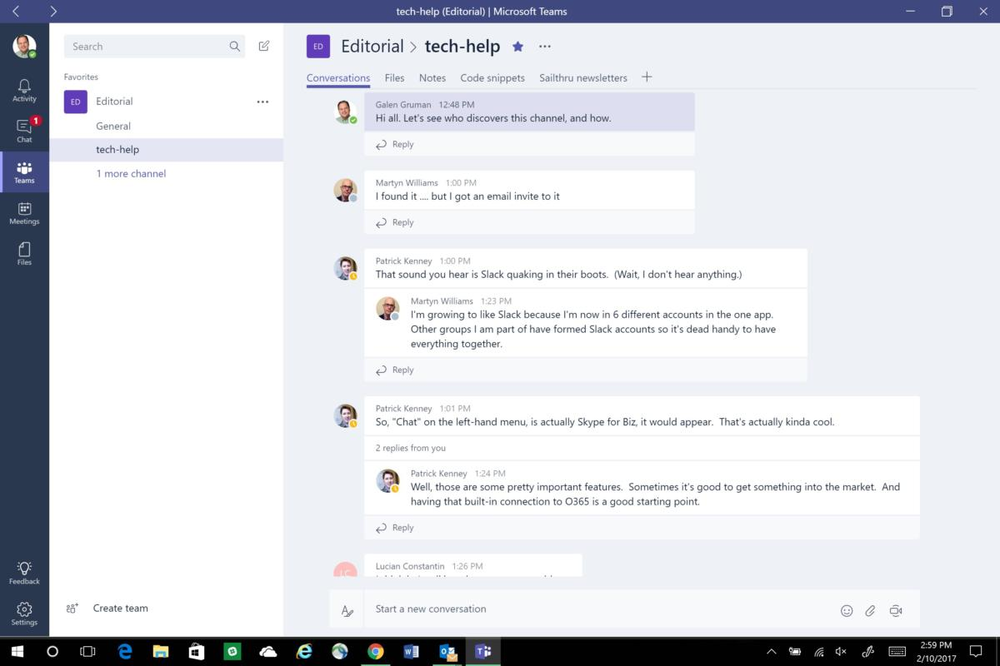 tech-help (Editorial) | Microsoft Teams
Search
Activity
Chat
1
Teams
Meetings
Files
Feedback
Settings
Favorites
ED
Editorial
General
tech-help
1 more channel
Create team
ED Editorial > tech-help
Conversations Files Notes Code snippets Sailthru newsletters
Galen Gruman 12:48 PM
Hi all. Let's see who discovers this channel, and how.
Reply
Martyn Williams 1:00 PM
I found it .... but I got an email invite to it
Reply
Patrick Kenney 1:00 PM
That sound you hear is Slack quaking in their boots.  (Wait, I don't hear anything.)
Martyn Williams 1:23 PM
I'm growing to like Slack because I'm now in 6 different accounts in the one app.
Other groups I am part of have formed Slack accounts so it's dead handy to have
everything together.
Reply
Patrick Kenney 1:01 PM
So, "Chat" on the left-hand menu, is actually Skype for Biz, it would appear.  That's actually kinda cool.
2 replies from you
Patrick Kenney 1:24 PM
Well, those are some pretty important features.  Sometimes it's good to get something into the market.  And
having that built-in connection to O365 is a good starting point.
Reply
LC
Lucian Constantin 1:26 PM
Start a new conversation
2:59 PM
2/10/2017